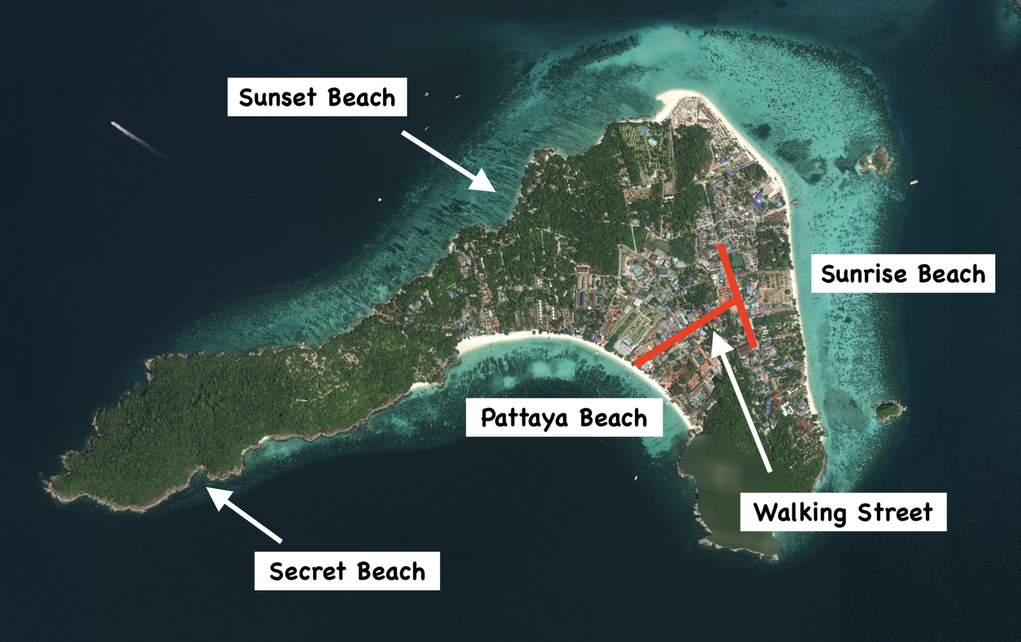 Sunset Beach
Sunrise Beach
Pattaya Beach
Walking Street
Secret Beach